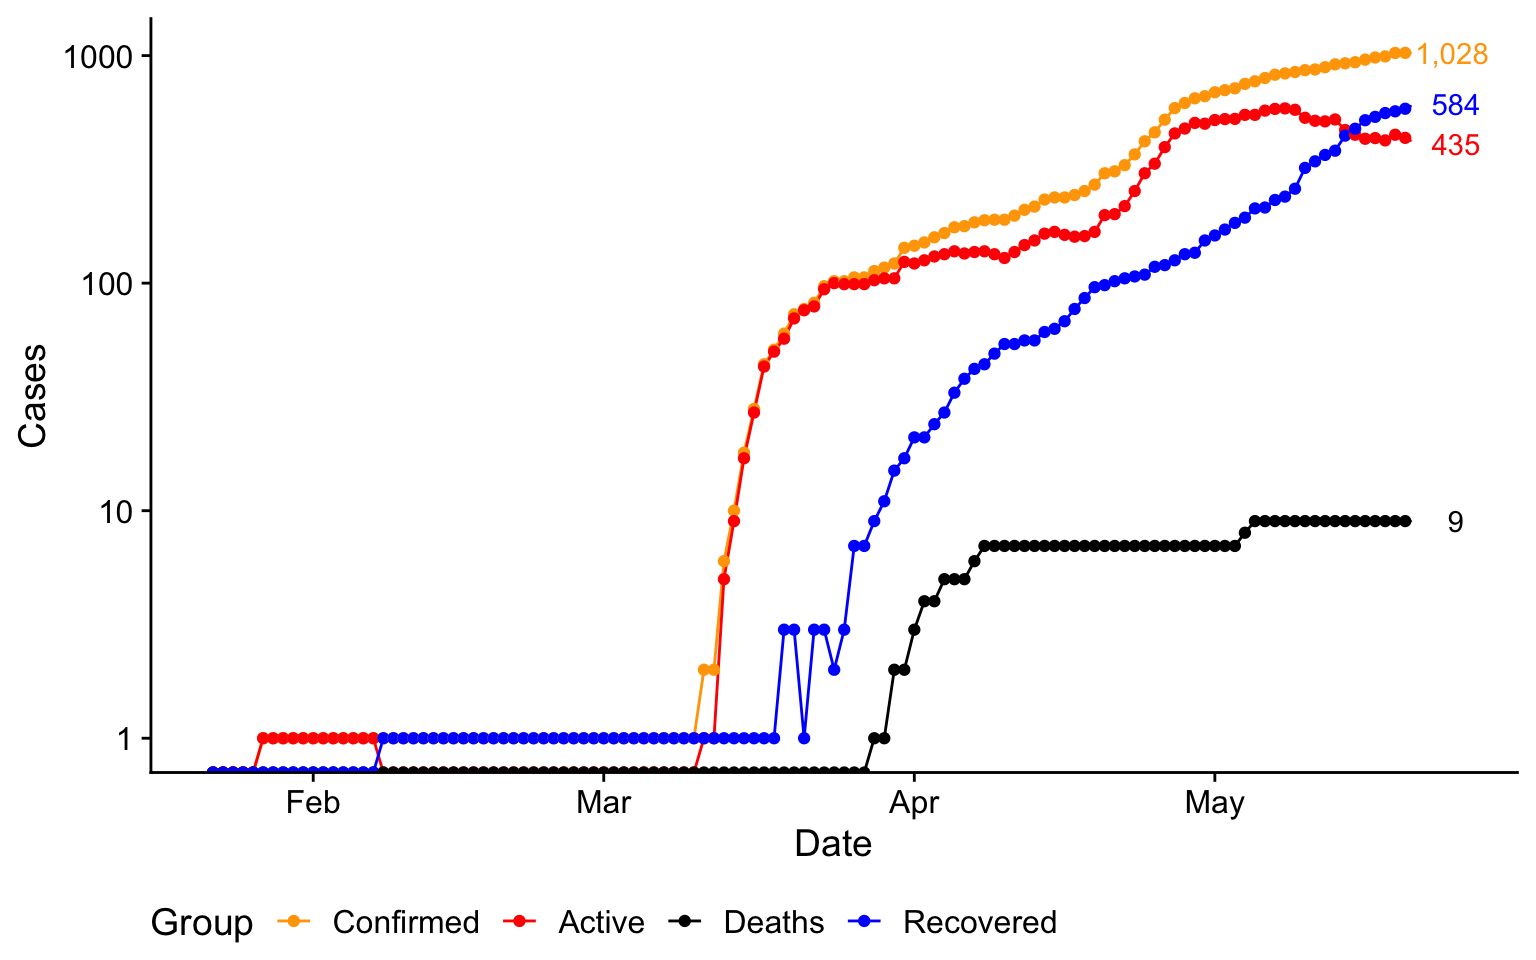 1000
1,028
584
435
100
Cases
10
9
1
Feb Mar Apr May
Date
Group Confirmed Active Deaths Recovered